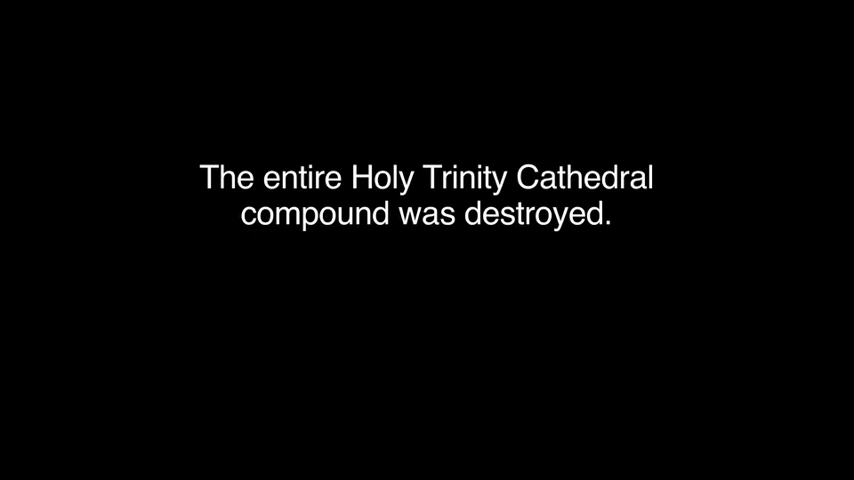 The entire Holy Trinity Cathedral
compound was destroyed.